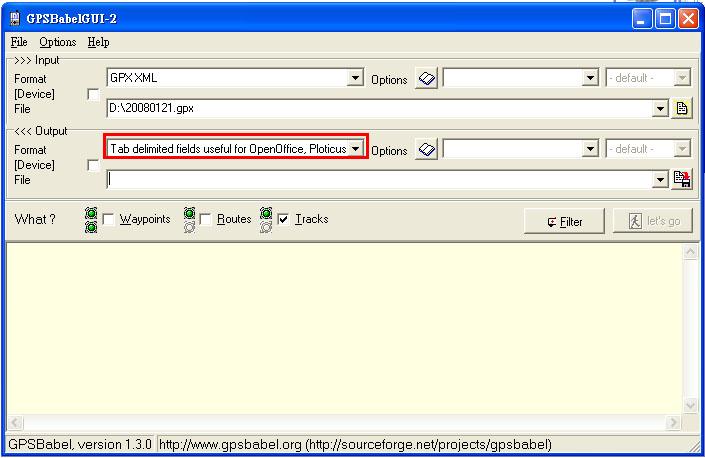 GPSBabelGUI-2
File Options Help
>>> Input
Format GPX XML Options - default -
[Device]
File D:\20080121.gpx
<<< Output
Format Tab delimited fields useful for OpenOffice, Ploticus Options - default -
[Device]
File
What ? Waypoints Routes Tracks Filter let's go
GPSBabel, version 1.3.0 http://www.gpsbabel.org (http://sourceforge.net/projects/gpsbabel)